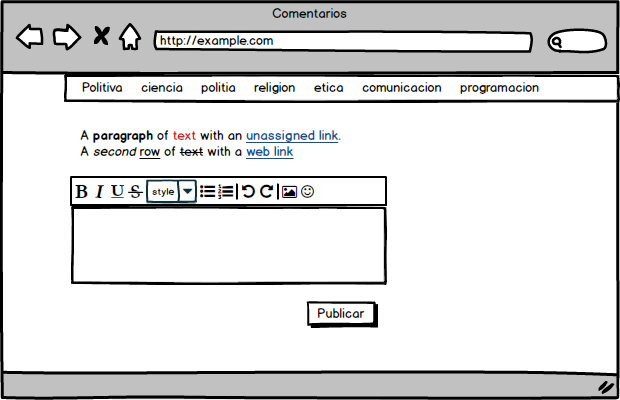 Comentarios
http://example.com
Politiva ciencia politia religion etica comunicacion programacion
A paragraph of text with an unassigned link.
A second row of text with a web link
B I U S style
Publicar